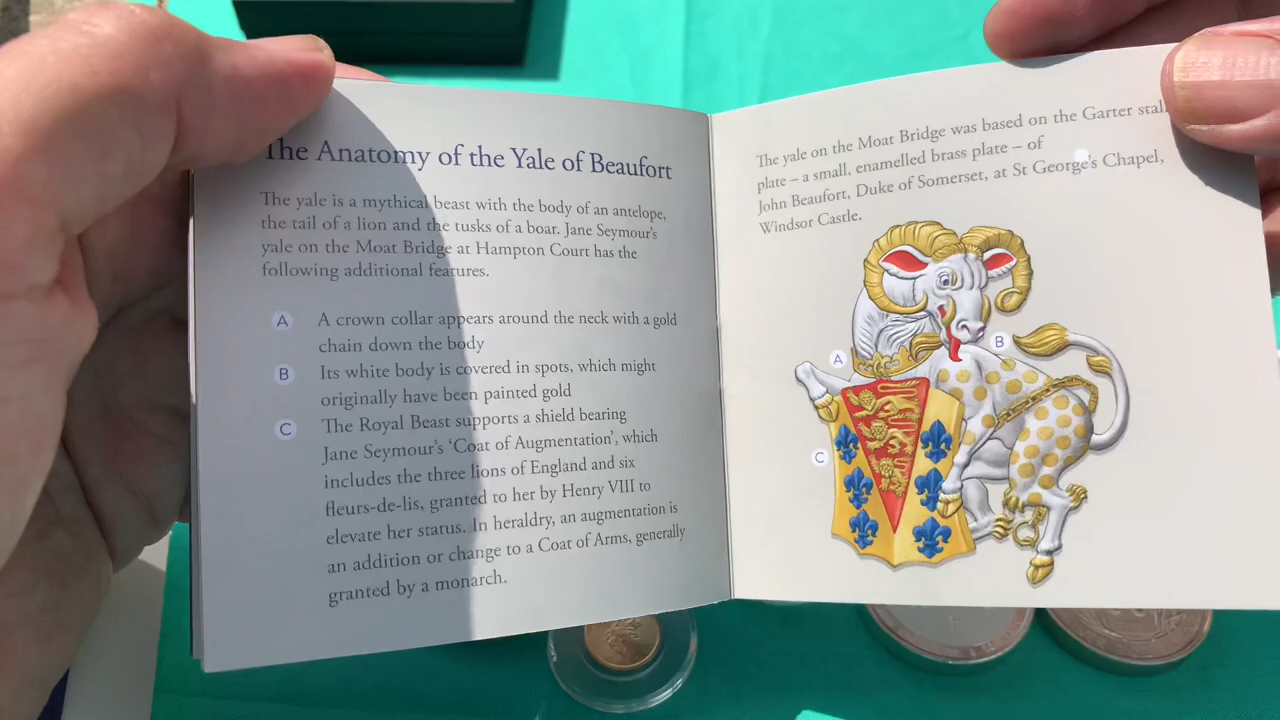 The Anatomy of the Yale of Beaufort
The yale is a mythical beast with the body of an antelope,
the tail of a lion and the tusks of a boar. Jane Seymour's
yale on the Moat Bridge at Hampton Court has the
following additional features.
A A crown collar appears around the neck with a gold
chain down the body
B Its white body is covered in spots, which might
originally have been painted gold
C The Royal Beast supports a shield bearing
Jane Seymour's 'Coat of Augmentation', which
includes the three lions of England and six
fleurs-de-lis, granted to her by Henry VIII to
elevate her status. In heraldry, an augmentation is
an addition or change to a Coat of Arms, generally
granted by a monarch.
The yale on the Moat Bridge was based on the Garter stall
plate – a small, enamelled brass plate – of
John Beaufort, Duke of Somerset, at St George's Chapel,
Windsor Castle.
A
B
C